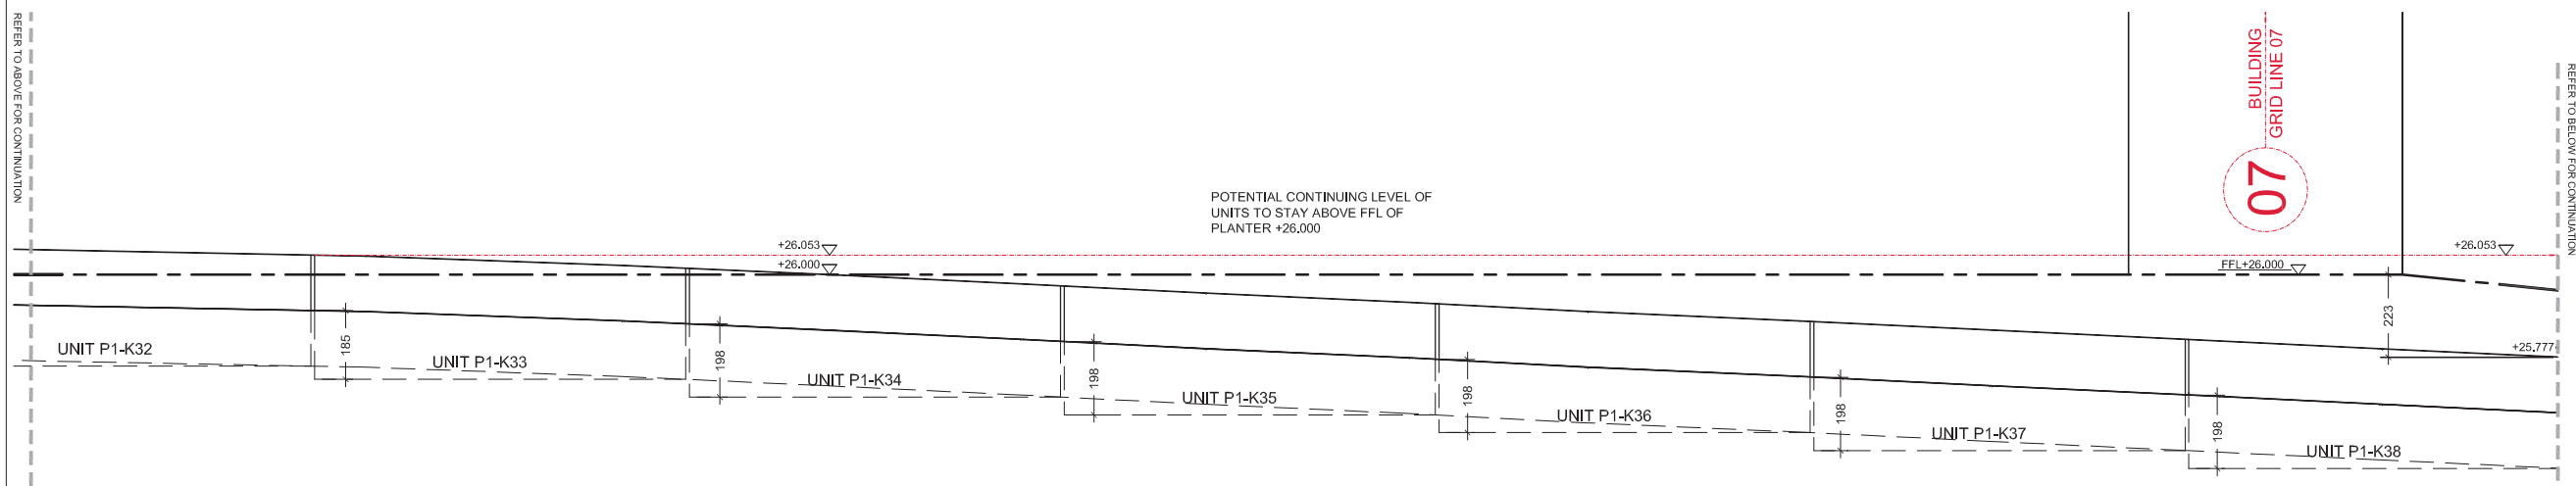 REFER TO ABOVE FOR CONTINUATION
BUILDING
GRID LINE 07
07
REFER TO BELOW FOR CONTINUATION
POTENTIAL CONTINUING LEVEL OF
UNITS TO STAY ABOVE FFL OF
PLANTER +26.000
+26.053
+26.000
+26.053
FFL+26.000
223
+25.777
UNIT P1-K32
185
UNIT P1-K33
198
UNIT P1-K34
198
UNIT P1-K35
198
UNIT P1-K36
198
UNIT P1-K37
198
UNIT P1-K38